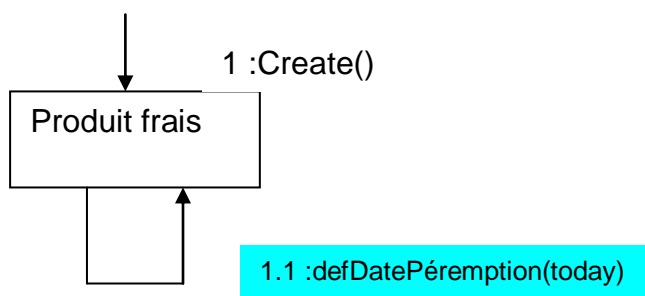 1 :Create()
Produit frais
1.1 :defDatePéremption(today)